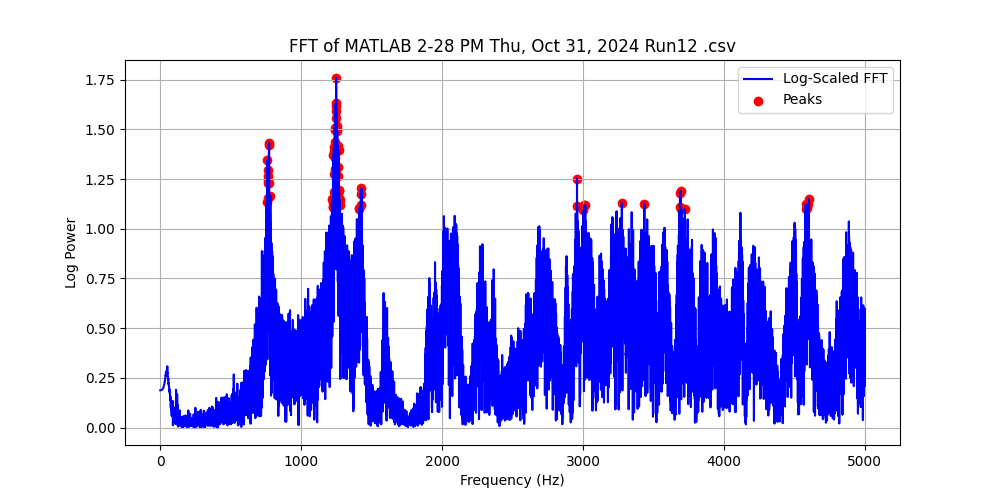 FFT of MATLAB 2-28 PM Thu, Oct 31, 2024 Run12 .csv
Log-Scaled FFT
Peaks
Log Power
1.75
1.50
1.25
1.00
0.75
0.50
0.25
0.00
0 1000 2000 3000 4000 5000
Frequency (Hz)